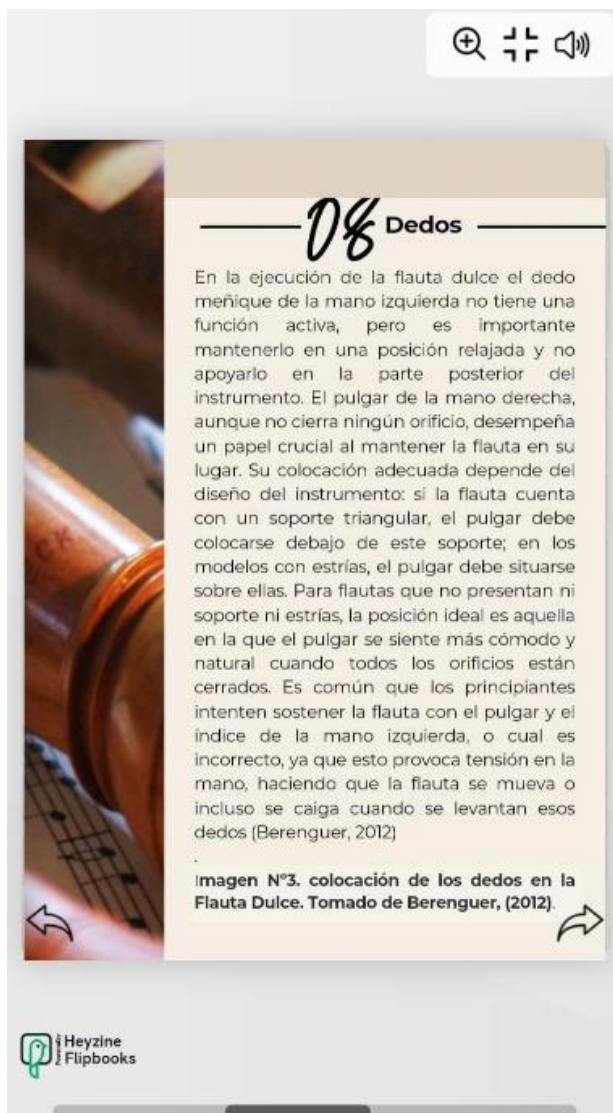 08 Dedos
En la ejecución de la flauta dulce el dedo
meñique de la mano izquierda no tiene una
función activa, pero es importante
mantenerlo en una posición relajada y no
apoyarlo en la parte posterior del
instrumento. El pulgar de la mano derecha,
aunque no cierra ningún orificio, desempeña
un papel crucial al mantener la flauta en su
lugar. Su colocación adecuada depende del
diseño del instrumento: si la flauta cuenta
con un soporte triangular, el pulgar debe
colocarse debajo de este soporte; en los
modelos con estrías, el pulgar debe situarse
sobre ellas. Para flautas que no presentan ni
soporte ni estrías, la posición ideal es aquella
en la que el pulgar se siente más cómodo y
natural cuando todos los orificios están
cerrados. Es común que los principiantes
intenten sostener la flauta con el pulgar y el
índice de la mano izquierda, o cual es
incorrecto, ya que esto provoca tensión en la
mano, haciendo que la flauta se mueva o
incluso se caiga cuando se levantan esos
dedos (Berenguer, 2012)
.
Imagen Nº3. colocación de los dedos en la
Flauta Dulce. Tomado de Berenguer, (2012).
Heyzine
Flipbooks